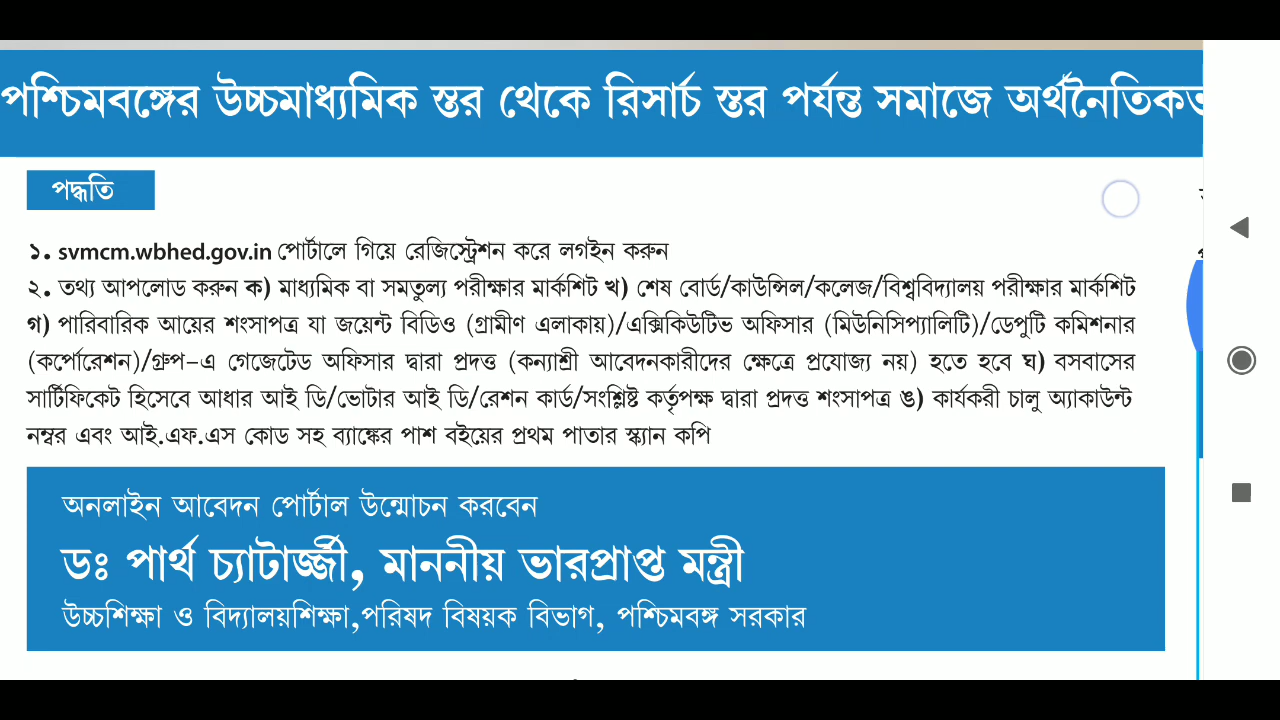 পশ্চিমবঙ্গের উচ্চমাধ্যমিক স্তর থেকে রিসার্চ স্তর পর্যন্ত সমাজে অর্থনৈতিকভ
পদ্ধতি
১. svmcm.wbhed.gov.in পোর্টালে গিয়ে রেজিস্ট্রেশন করে লগইন করুন
২. তথ্য আপলোড করুন ক) মাধ্যমিক বা সমতুল্য পরীক্ষার মার্কশিট খ) শেষ বোর্ড/কাউন্সিল/কলেজ/বিশ্ববিদ্যালয় পরীক্ষার মার্কশিট
গ) পারিবারিক আয়ের শংসাপত্র যা জয়েন্ট বিডিও (গ্রামীণ এলাকায়)/এক্সিকিউটিভ অফিসার (মিউনিসিপ্যালিটি)/ডেপুটি কমিশনার
(কর্পোরেশন)/গ্রুপ-এ গেজেটেড অফিসার দ্বারা প্রদত্ত (কন্যাশ্রী আবেদনকারীদের ক্ষেত্রে প্রযোজ্য নয়) হতে হবে ঘ) বসবাসের
সার্টিফিকেট হিসেবে আধার আই ডি/ভোটার আই ডি/রেশন কার্ড/সংশ্লিষ্ট কর্তৃপক্ষ দ্বারা প্রদত্ত শংসাপত্র ঙ) কার্যকরী চালু অ্যাকাউন্ট
নম্বর এবং আই.এফ.এস কোড সহ ব্যাঙ্কের পাশ বইয়ের প্রথম পাতার স্ক্যান কপি
অনলাইন আবেদন পোর্টাল উন্মোচন করবেন
ডঃ পার্থ চ্যাটার্জ্জী, মাননীয় ভারপ্রাপ্ত মন্ত্রী
উচ্চশিক্ষা ও বিদ্যালয়শিক্ষা,পরিষদ বিষয়ক বিভাগ, পশ্চিমবঙ্গ সরকার